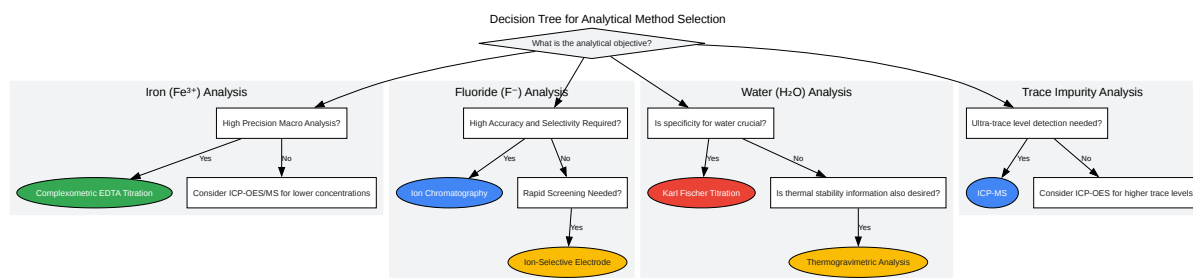 Decision Tree for Analytical Method Selection
What is the analytical objective?
Iron (Fe³⁺) Analysis
High Precision Macro Analysis?
Yes
No
Complexometric EDTA Titration
Consider ICP-OES/MS for lower concentrations
Fluoride (F⁻) Analysis
High Accuracy and Selectivity Required?
Yes
No
Ion Chromatography
Rapid Screening Needed?
Yes
Ion-Selective Electrode
Water (H₂O) Analysis
Is specificity for water crucial?
Yes
No
Karl Fischer Titration
Is thermal stability information also desired?
Yes
Thermogravimetric Analysis
Trace Impurity Analysis
Ultra-trace level detection needed?
Yes
No
ICP-MS
Consider ICP-OES for higher trace levels